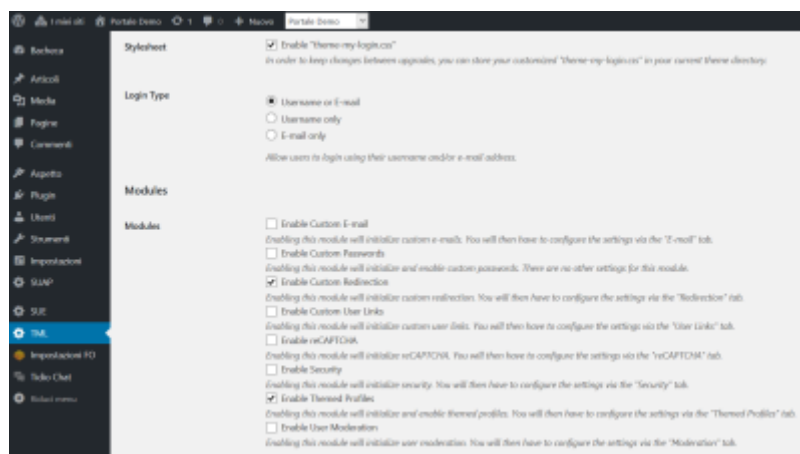 I miei siti Portale Demo 1 0 Nuovo Portale Demo
Bacheca
Articoli
Media
Pagine
Commenti
Aspetto
Plugin
Utenti
Strumenti
Impostazioni
SUAP
SUE
TML
Impostazioni FO
Tidio Chat
Riduci menu
Stylesheet
Enable "theme-my-login.css"
In order to keep changes between upgrades, you can store your customized "theme-my-login.css" in your current theme directory.
Login Type
Username or E-mail
Username only
E-mail only
Allow users to login using their username and/or e-mail address.
Modules
Modules
Enable Custom E-mail
Enabling this module will initialize custom e-mails. You will then have to configure the settings via the "E-mail" tab.
Enable Custom Passwords
Enabling this module will initialize and enable custom passwords. There are no other settings for this module.
Enable Custom Redirection
Enabling this module will initialize custom redirection. You will then have to configure the settings via the "Redirection" tab.
Enable Custom User Links
Enabling this module will initialize custom user links. You will then have to configure the settings via the "User Links" tab.
Enable reCAPTCHA
Enabling this module will initialize reCAPTCHA. You will then have to configure the settings via the "reCAPTCHA" tab.
Enable Security
Enabling this module will initialize security. You will then have to configure the settings via the "Security" tab.
Enable Themed Profiles
Enabling this module will initialize and enable themed profiles. You will then have to configure the settings via the "Themed Profiles" tab.
Enable User Moderation
Enabling this module will initialize user moderation. You will then have to configure the settings via the "Moderation" tab.